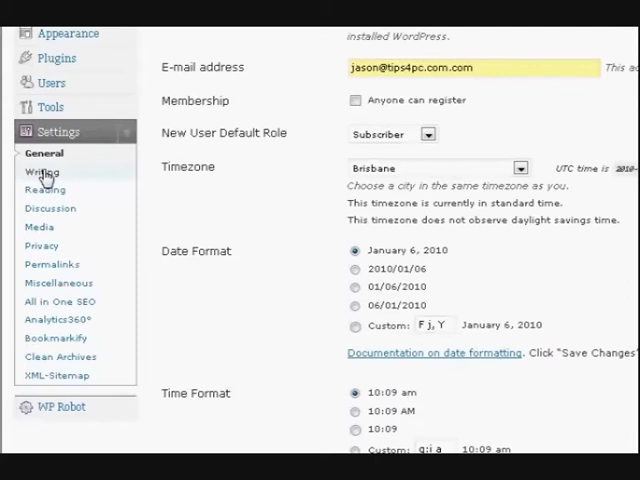 Appearance
Plugins
Users
Tools
Settings
General
Writing
Reading
Discussion
Media
Privacy
Permalinks
Miscellaneous
All in One SEO
Analytics360°
Bookmarkify
Clean Archives
XML-Sitemap
WP Robot
installed WordPress.
E-mail address
jason@tips4pc.com.com
This ad
Membership
Anyone can register
New User Default Role
Subscriber
Timezone
Brisbane
UTC time is
Choose a city in the same timezone as you.
This timezone is currently in standard time.
This timezone does not observe daylight savings time.
Date Format
January 6, 2010
2010/01/06
01/06/2010
06/01/2010
Custom: F j, Y January 6, 2010
Documentation on date formatting. Click "Save Changes"
Time Format
10:09 am
10:09 AM
10:09
Custom: g:i a 10:09 am